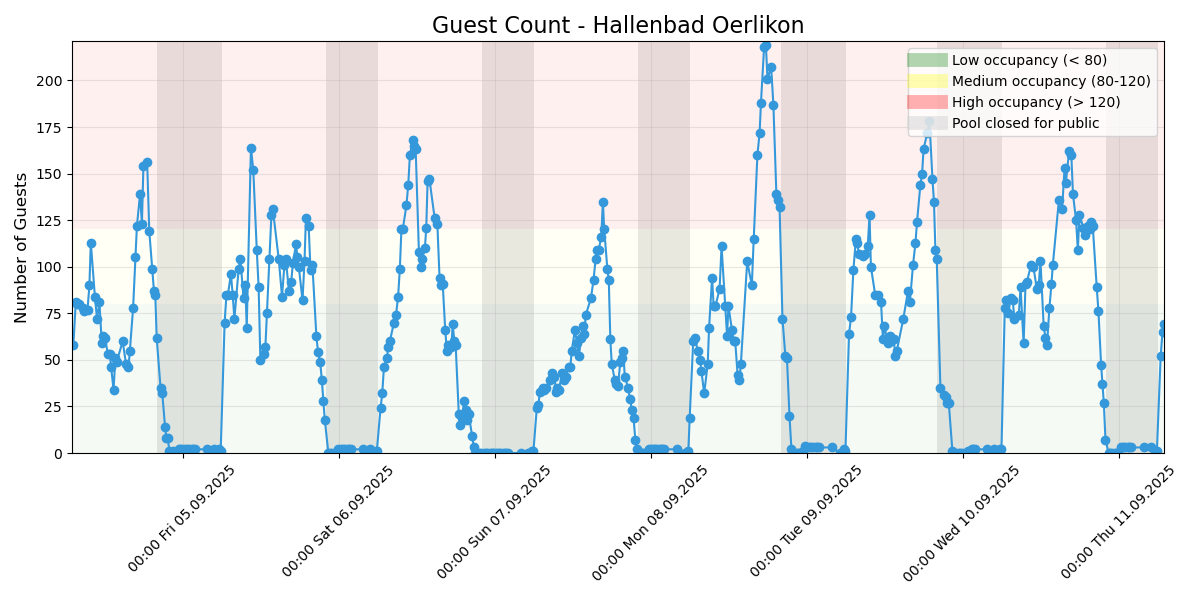 Guest Count - Hallenbad Oerlikon
Number of Guests
200
175
150
125
100
75
50
25
0
Low occupancy (< 80)
Medium occupancy (80-120)
High occupancy (> 120)
Pool closed for public
00:00 Fri 05.09.2025
00:00 Sat 06.09.2025
00:00 Sun 07.09.2025
00:00 Mon 08.09.2025
00:00 Tue 09.09.2025
00:00 Wed 10.09.2025
00:00 Thu 11.09.2025